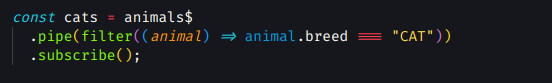 const cats = animals$
.pipe(filter((animal) => animal.breed === "CAT"))
.subscribe();